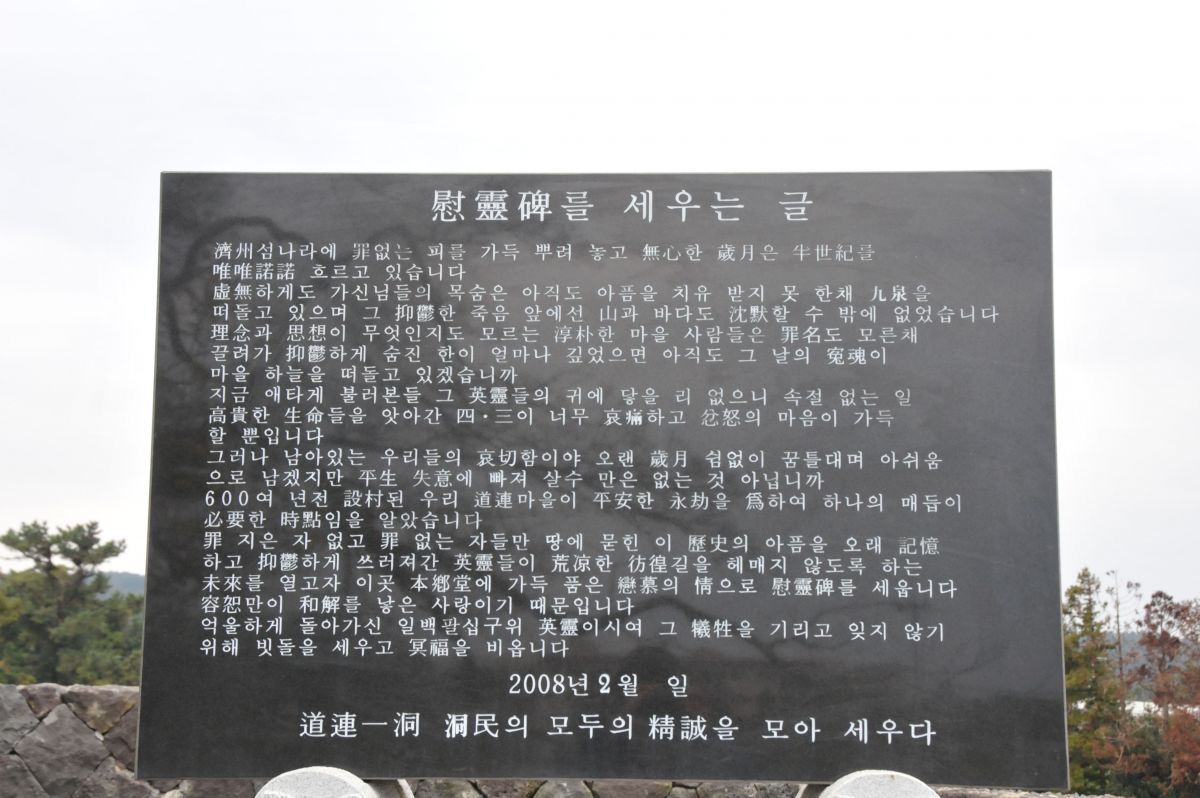 慰靈碑를 세우는 글
濟州섬나라에 罪없는 피를 가득 뿌려 놓고 無心한 歲月은 半世紀를
唯唯諾諾 흐르고 있습니다
虛無하게도 가신님들의 목숨은 아직도 아픔을 치유 받지 못 한채 九泉을
떠돌고 있으며 그 抑鬱한 죽음 앞에선 山과 바다도 沈默할 수 밖에 없었습니다
理念과 思想이 무엇인지도 모르는 淳朴한 마을 사람들은 罪名도 모른채
끌려가 抑鬱하게 숨진 한이 얼마나 깊었으면 아직도 그 날의 寃魂이
마을 하늘을 떠돌고 있겠습니까
지금 애타게 불러본들 그 英靈들의 귀에 닿을 리 없으니 속절 없는 일
高貴한 生命들을 앗아간 四·三이 너무 哀痛하고 忿怒의 마음이 가득
할 뿐입니다
그러나 남아있는 우리들의 哀切함이야 오랜 歲月 쉼없이 꿈틀대며 아쉬움
으로 남겠지만 平生 失意에 빠져 살수 만은 없는 것 아닙니까
600여 년전 設村된 우리 道連마을이 平安한 永劫을 爲하여 하나의 매듭이
必要한 時點임을 알았습니다
罪 지은 자 없고 罪 없는 자들만 땅에 묻힌 이 歷史의 아픔을 오래 記憶
하고 抑鬱하게 쓰러져간 英靈들이 荒凉한 彷徨길을 헤매지 않도록 하는
未來를 열고자 이곳 本鄕堂에 가득 품은 戀慕의 情으로 慰靈碑를 세웁니다
容恕만이 和解를 낳은 사랑이기 때문입니다
억울하게 돌아가신 일백팔십구위 英靈이시여 그 犧牲을 기리고 잊지 않기
위해 빗돌을 세우고 冥福을 비옵니다
2008년 2월 일
道連一洞 洞民의 모두의 精誠을 모아 세우다